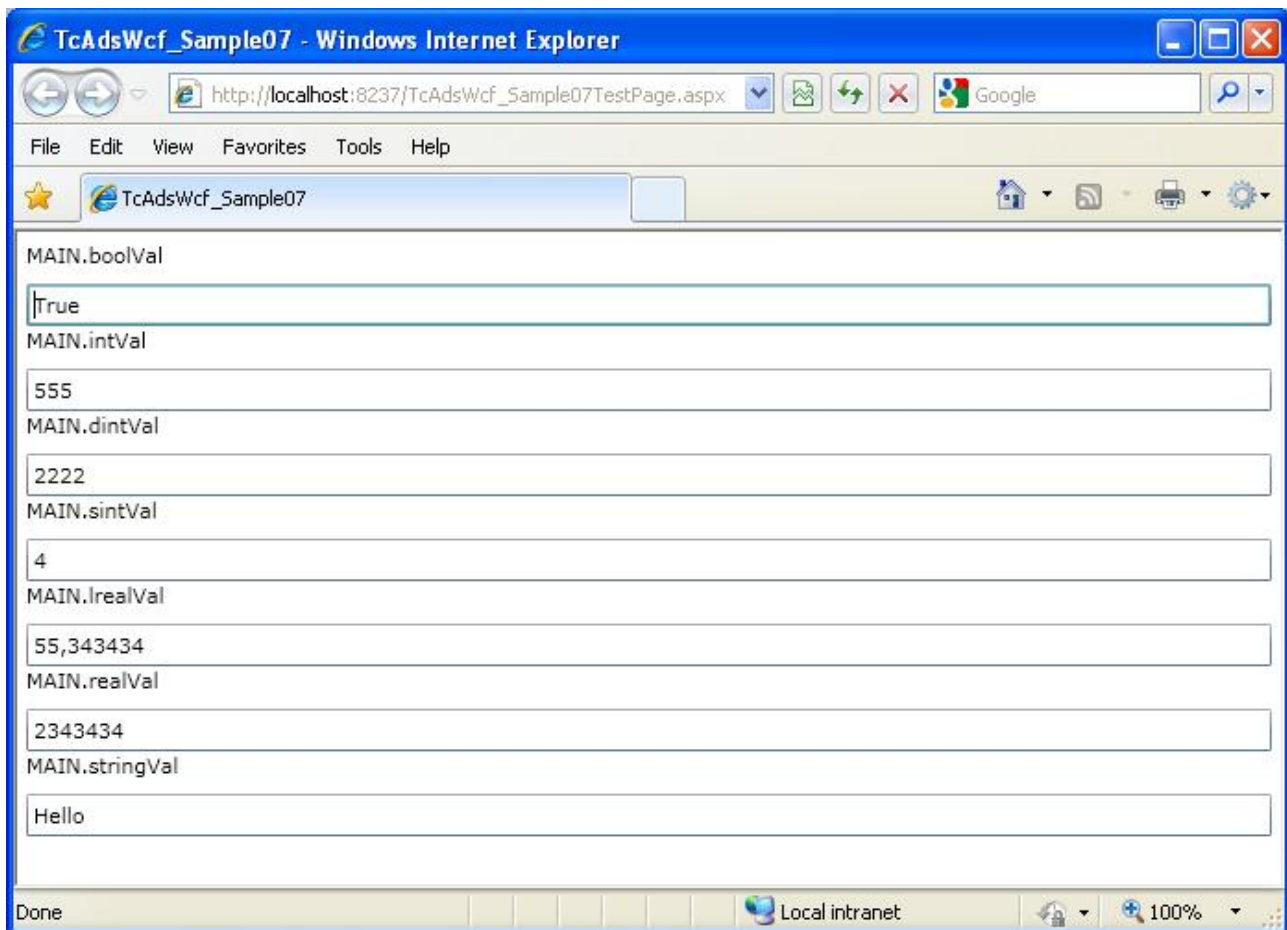 TcAdsWcf_Sample07 - Windows Internet Explorer
http://localhost:8237/TcAdsWcf_Sample07TestPage.aspx
Google
File Edit View Favorites Tools Help
TcAdsWcf_Sample07
MAIN.boolVal
True
MAIN.intVal
555
MAIN.dintVal
2222
MAIN.sintVal
4
MAIN.lrealVal
55,343434
MAIN.realVal
2343434
MAIN.stringVal
Hello
Done Local intranet 100%